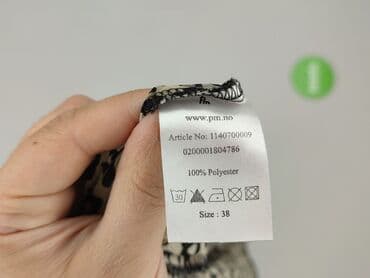 www.pm.no
Article No: 1140700009
0200001804786
100% Polyester
30
Size : 38